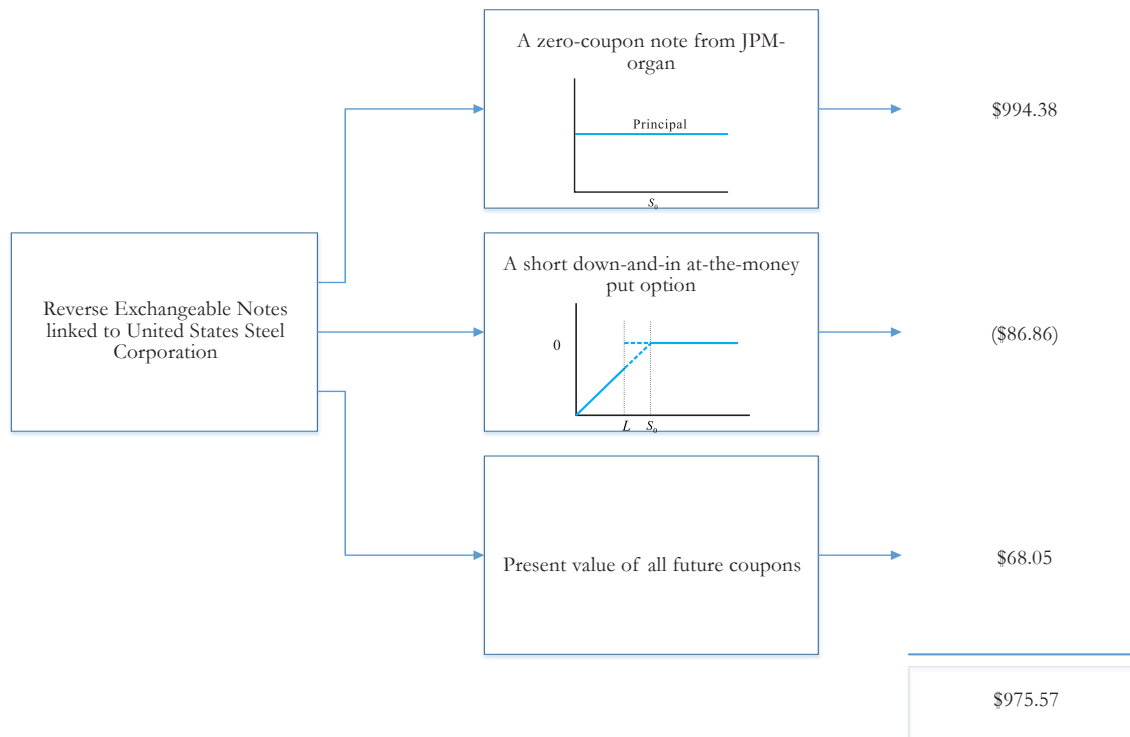 A zero-coupon note from JPM-
organ
Principal
S₀
$994.38
Reverse Exchangeable Notes
linked to United States Steel
Corporation
A short down-and-in at-the-money
put option
0
L S₀
($86.86)
Present value of all future coupons
$68.05
$975.57